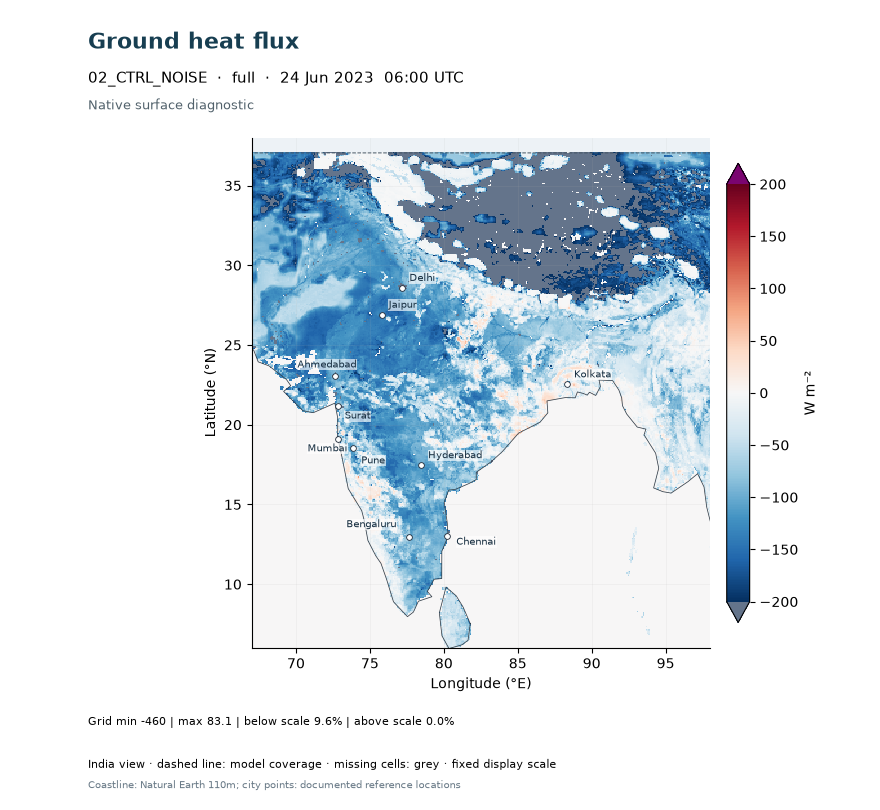 Ground heat flux
02_CTRL_NOISE · full · 24 Jun 2023 06:00 UTC
Native surface diagnostic
35
30
25
20
15
10
Latitude (°N)
70
75
80
85
90
95
Longitude (°E)
Delhi
Jaipur
Ahmedabad
Kolkata
Surat
Mumbai
Pune
Hyderabad
Bengaluru
Chennai
200
150
100
50
0
−50
−100
−150
−200
W m⁻²
Grid min -460 | max 83.1 | below scale 9.6% | above scale 0.0%
India view · dashed line: model coverage · missing cells: grey · fixed display scale
Coastline: Natural Earth 110m; city points: documented reference locations